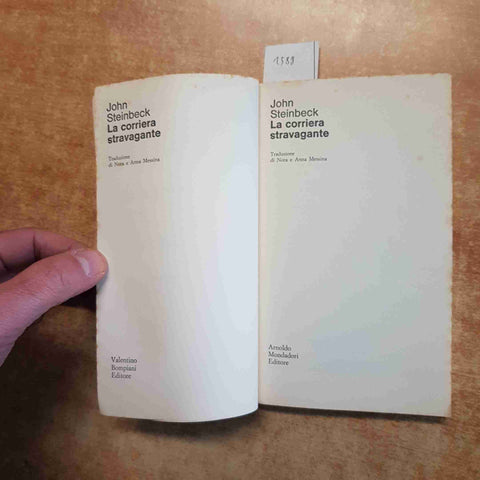 1389
John
Steinbeck
La corriera
stravagante
Traduzione
di Nora e Anna Messina
Valentino
Bompiani
Editore
John
Steinbeck
La corriera
stravagante
Traduzione
di Nora e Anna Messina
Arnoldo
Mondadori
Editore